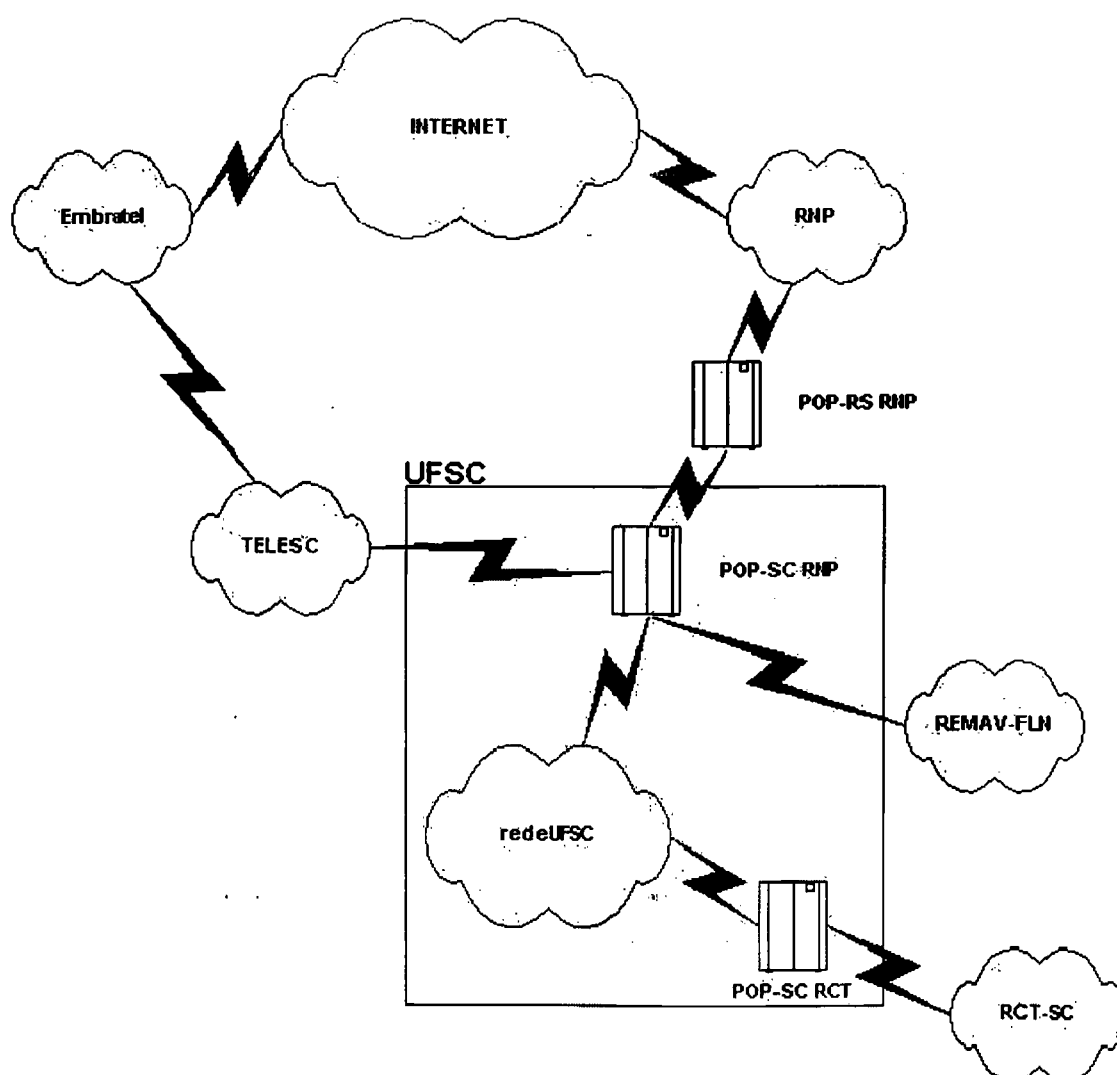 INTERNET
Embratel
RNP
POP-RS RNP
UFSC
TELESC
POP-SC RNP
REMAV-FLN
redeUFSC
POP-SC RCT
RCT-SC